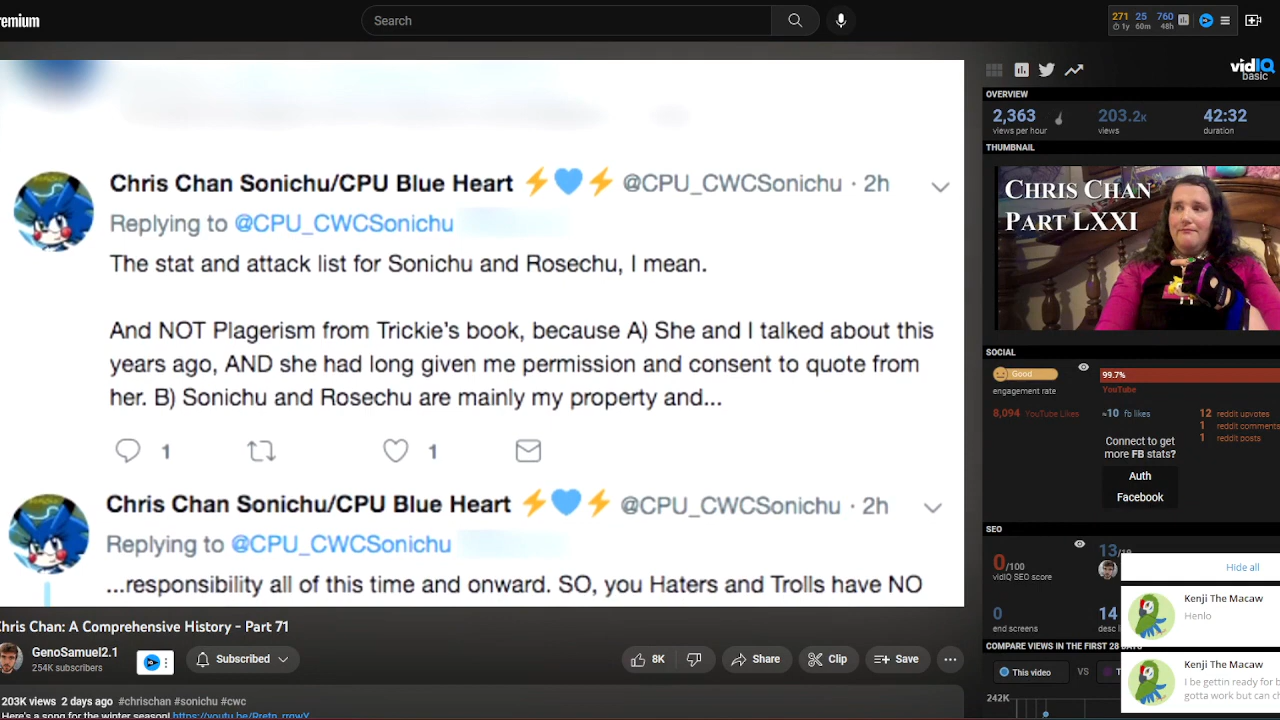 remium
Search
271 25 760
1y 60m 48h
Chris Chan Sonichu/CPU Blue Heart @CPU_CWCSonichu · 2h
Replying to @CPU_CWCSonichu
The stat and attack list for Sonichu and Rosechu, I mean.
And NOT Plagerism from Trickie's book, because A) She and I talked about this
years ago, AND she had long given me permission and consent to quote from
her. B) Sonichu and Rosechu are mainly my property and...
1
1
Chris Chan Sonichu/CPU Blue Heart @CPU_CWCSonichu · 2h
Replying to @CPU_CWCSonichu
...responsibility all of this time and onward. SO, you Haters and Trolls have NO
hris Chan: A Comprehensive History - Part 71
GenoSamuel2.1
254K subscribers
Subscribed
8K
Share
Clip
Save
203K views 2 days ago #chrischan #sonichu #cwc
Here's a song for the winter season!
vidIQ
basic
OVERVIEW
2,363
views per hour
203.2K
views
42:32
duration
THUMBNAIL
CHRIS CHAN
PART LXXI
SOCIAL
Good
engagement rate
99.7%
YouTube
8,094 YouTube Likes
≈10 fb likes
12 reddit upvotes
1 reddit comments
1 reddit posts
Connect to get
more FB stats?
Auth
Facebook
SEO
0/100
vidIQ SEO score
0
end screens
14
COMPARE VIEWS IN THE FIRST 28 DAYS
This video
VS
242K
Hide all
Kenji The Macaw
Henlo
Kenji The Macaw
I be gettin ready for
gotta work but can